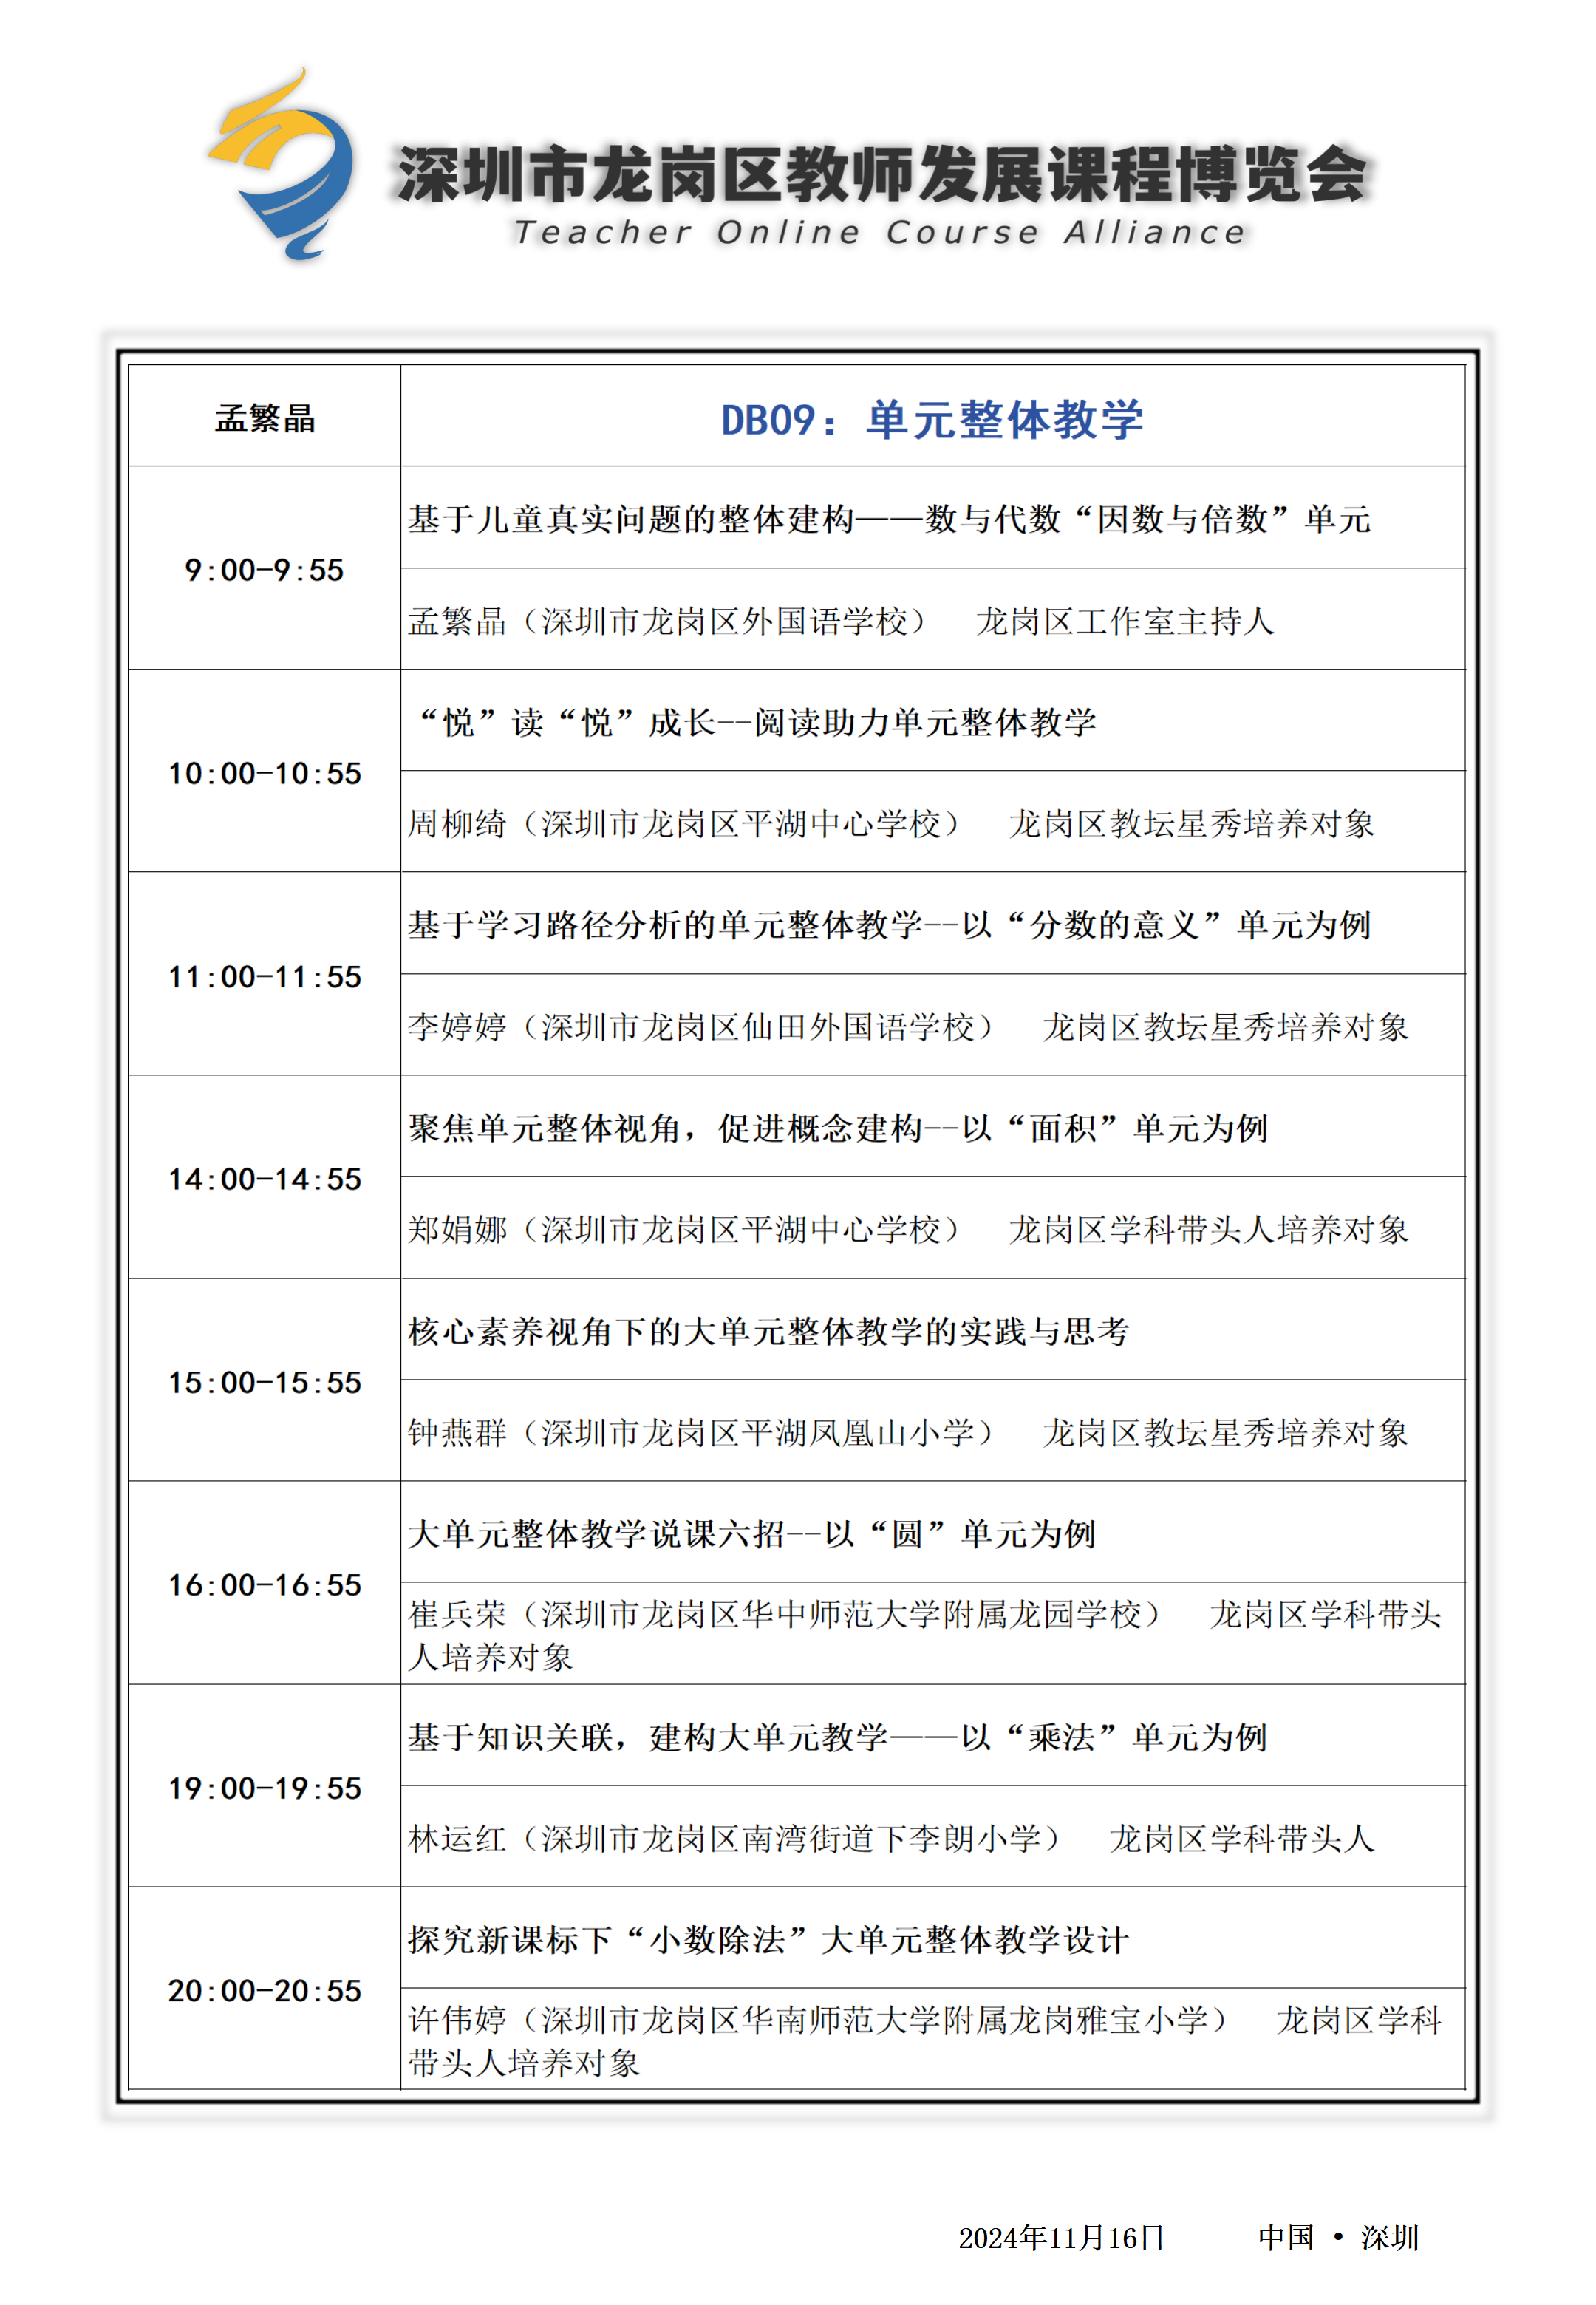 深圳市龙岗区教师发展课程博览会
Teacher Online Course Alliance
孟繁晶
DB09：单元整体教学
9:00-9:55
基于儿童真实问题的整体建构——数与代数“因数与倍数”单元
孟繁晶（深圳市龙岗区外国语学校） 龙岗区工作室主持人
10:00-10:55
“悦”读“悦”成长--阅读助力单元整体教学
周柳绮（深圳市龙岗区平湖中心学校） 龙岗区教坛星秀培养对象
11:00-11:55
基于学习路径分析的单元整体教学--以“分数的意义”单元为例
李婷婷（深圳市龙岗区仙田外国语学校） 龙岗区教坛星秀培养对象
14:00-14:55
聚焦单元整体视角，促进概念建构--以“面积”单元为例
郑娟娜（深圳市龙岗区平湖中心学校） 龙岗区学科带头人培养对象
15:00-15:55
核心素养视角下的大单元整体教学的实践与思考
钟燕群（深圳市龙岗区平湖凤凰山小学） 龙岗区教坛星秀培养对象
16:00-16:55
大单元整体教学说课六招--以“圆”单元为例
崔兵荣（深圳市龙岗区华中师范大学附属龙园学校） 龙岗区学科带头
人培养对象
19:00-19:55
基于知识关联，建构大单元教学——以“乘法”单元为例
林运红（深圳市龙岗区南湾街道下李朗小学） 龙岗区学科带头人
20:00-20:55
探究新课标下“小数除法”大单元整体教学设计
许伟婷（深圳市龙岗区华南师范大学附属龙岗雅宝小学） 龙岗区学科
带头人培养对象
2024年11月16日 中国 • 深圳